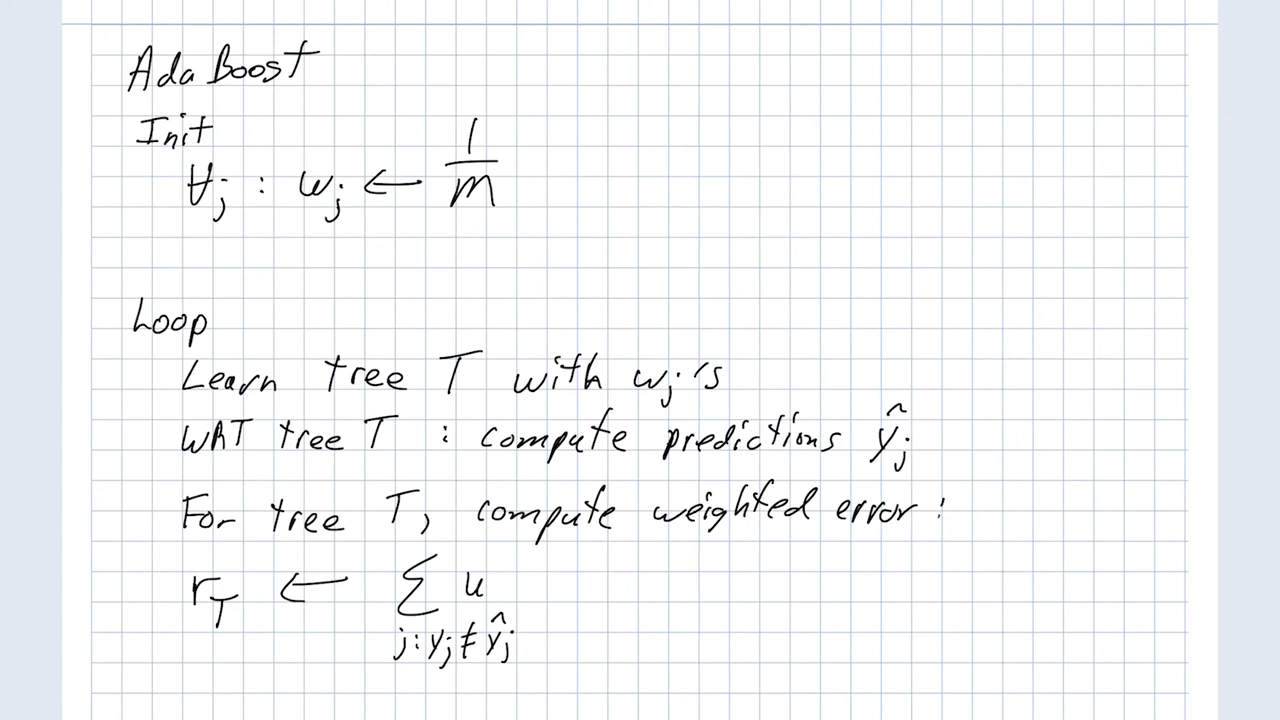 AdaBoost
Init
∀j : wj ← 1/m
Loop
Learn tree T with wj's
WRT tree T : compute predictions ŷj
For tree T, compute weighted error :
rT ← Σ u
j : yj ≠ ŷj